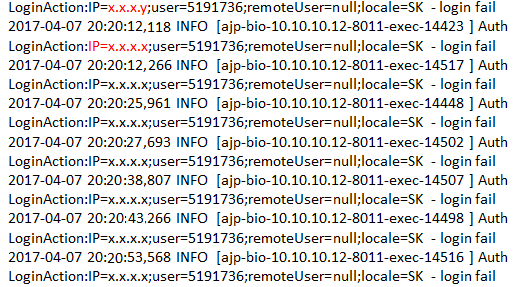 LoginAction:IP=x.x.x.y;user=5191736;remoteUser=null;locale=SK - login fail
2017-04-07 20:20:12,118 INFO [ajp-bio-10.10.10.12-8011-exec-14423 ] Auth
LoginAction:IP=x.x.x.x;user=5191736;remoteUser=null;locale=SK - login fail
2017-04-07 20:20:12,266 INFO [ajp-bio-10.10.10.12-8011-exec-14517 ] Auth
LoginAction:IP=x.x.x.x;user=5191736;remoteUser=null;locale=SK - login fail
2017-04-07 20:20:25,961 INFO [ajp-bio-10.10.10.12-8011-exec-14448 ] Auth
LoginAction:IP=x.x.x.x;user=5191736;remoteUser=null;locale=SK - login fail
2017-04-07 20:20:27,693 INFO [ajp-bio-10.10.10.12-8011-exec-14502 ] Auth
LoginAction:IP=x.x.x.x;user=5191736;remoteUser=null;locale=SK - login fail
2017-04-07 20:20:38,807 INFO [ajp-bio-10.10.10.12-8011-exec-14507 ] Auth
LoginAction:IP=x.x.x.x;user=5191736;remoteUser=null;locale=SK - login fail
2017-04-07 20:20:43.266 INFO [ajp-bio-10.10.10.12-8011-exec-14498 ] Auth
LoginAction:IP=x.x.x.x;user=5191736;remoteUser=null;locale=SK - login fail
2017-04-07 20:20:53,568 INFO [ajp-bio-10.10.10.12-8011-exec-14516 ] Auth
LoginAction:IP=x.x.x.x;user=5191736;remoteUser=null;locale=SK - login fail